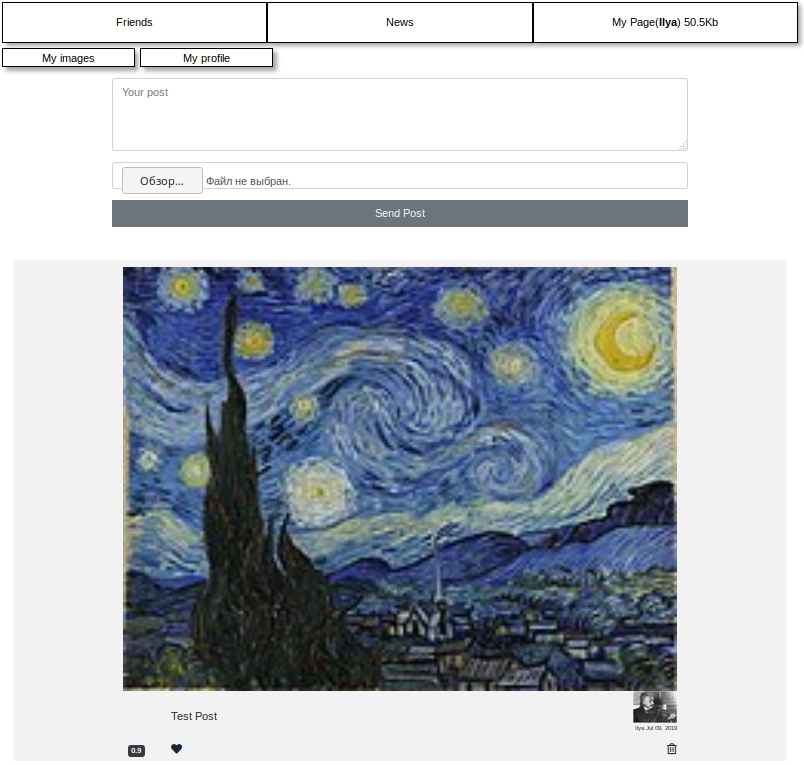 Friends News My Page(Ilya) 50.5Kb
My images My profile
Your post
Обзор... Файл не выбран.
Send Post
Test Post
Ilya Jul 09, 2019
0.9